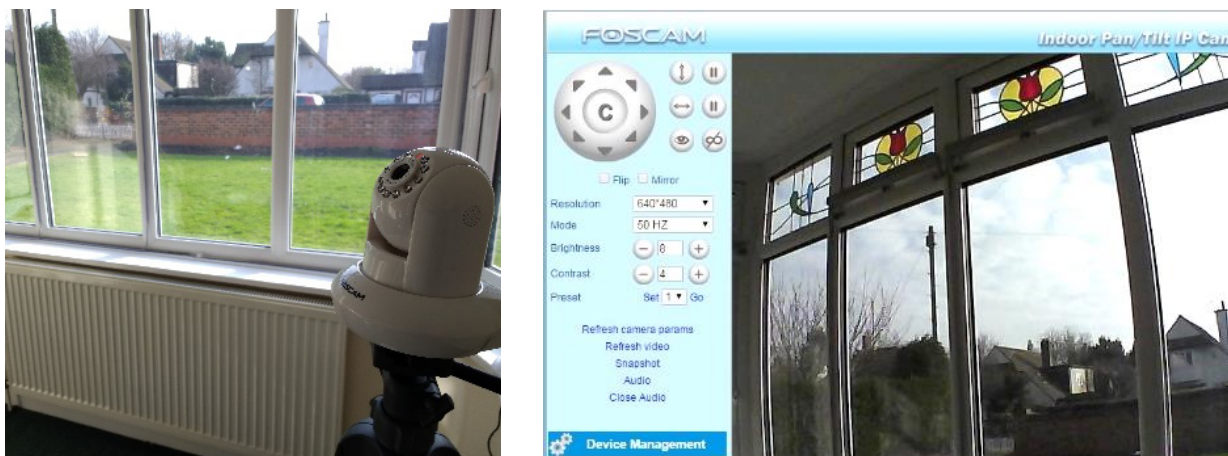 FOSCAM
FOSCAM
Indoor Pan/Tilt IP Cam
C
Flip Mirror
Resolution 640*480
Mode 50 HZ
Brightness 8
Contrast 4
Preset Set 1 Go
Refresh camera params
Refresh video
Snapshot
Audio
Close Audio
Device Management